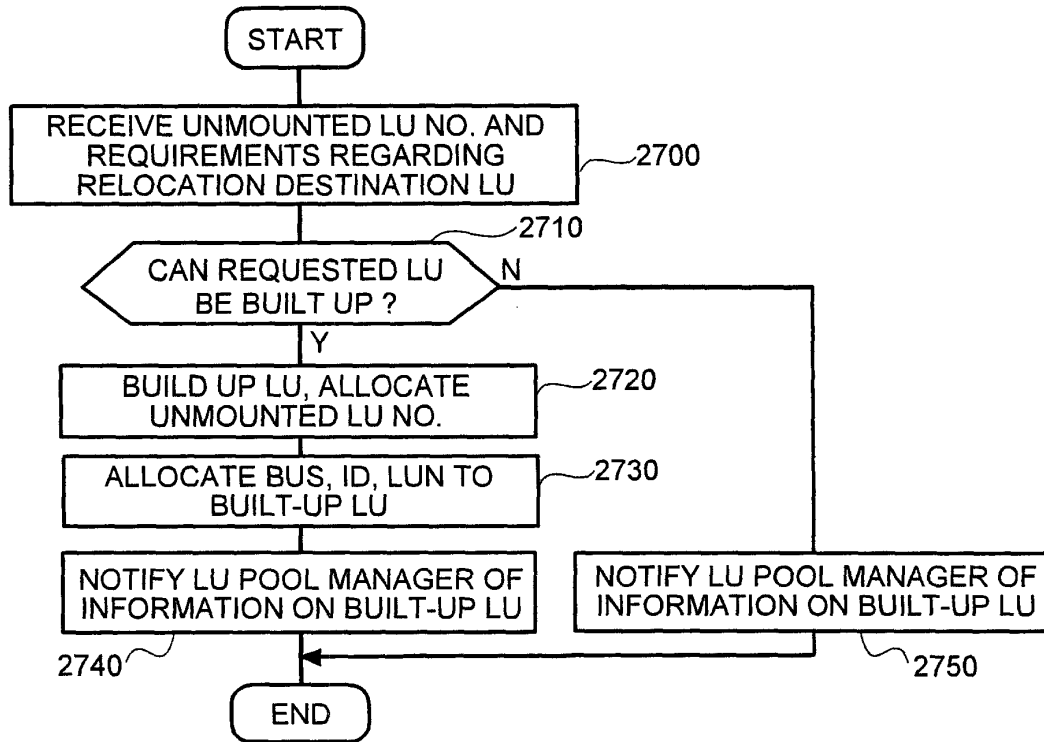 START
RECEIVE UNMOUNTED LU NO. AND
REQUIREMENTS REGARDING
RELOCATION DESTINATION LU
2700
2710
CAN REQUESTED LU
BE BUILT UP ?
N
Y
BUILD UP LU, ALLOCATE
UNMOUNTED LU NO.
2720
ALLOCATE BUS, ID, LUN TO
BUILT-UP LU
2730
NOTIFY LU POOL MANAGER OF
INFORMATION ON BUILT-UP LU
2740
NOTIFY LU POOL MANAGER OF
INFORMATION ON BUILT-UP LU
2750
END